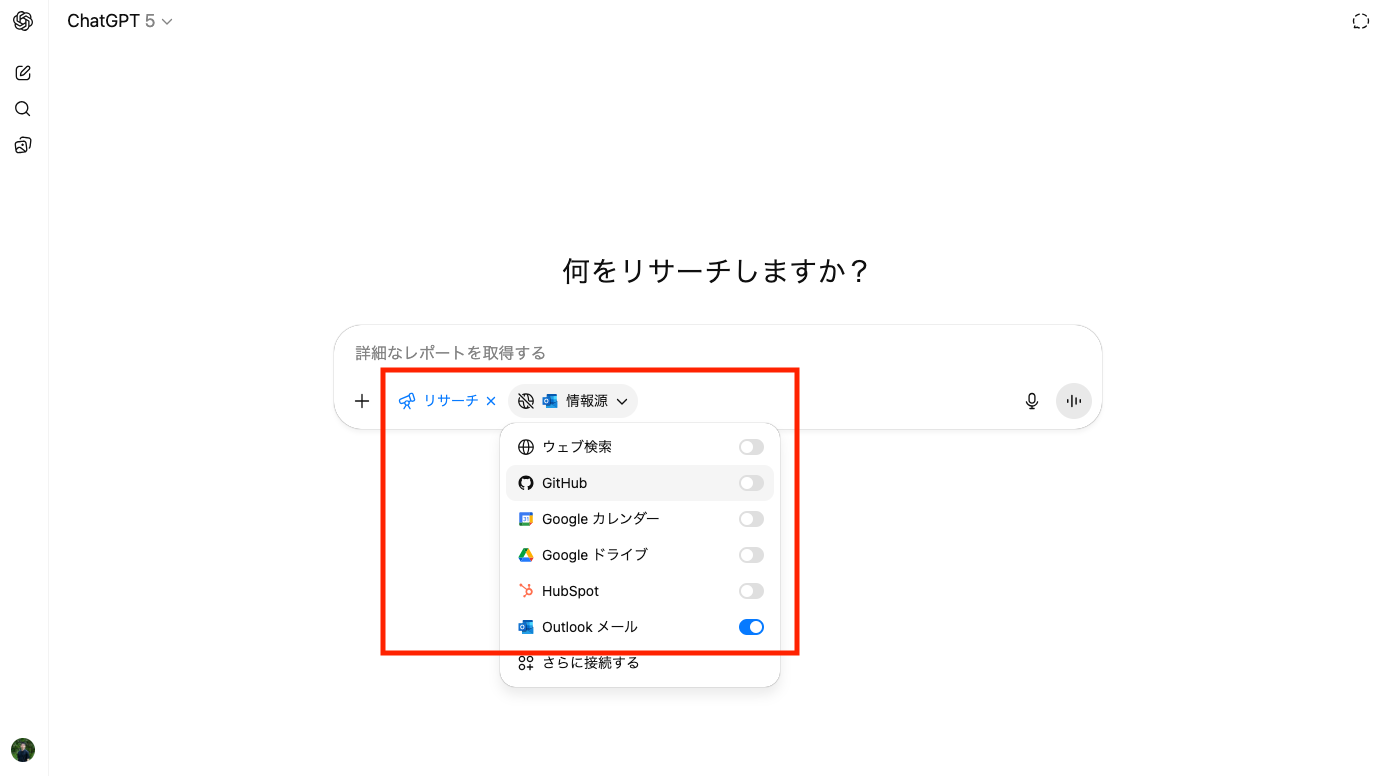 ChatGPT 5
何をリサーチしますか？
詳細なレポートを取得する
リサーチ 情報源
ウェブ検索
GitHub
Google カレンダー
Google ドライブ
HubSpot
Outlook メール
さらに接続する